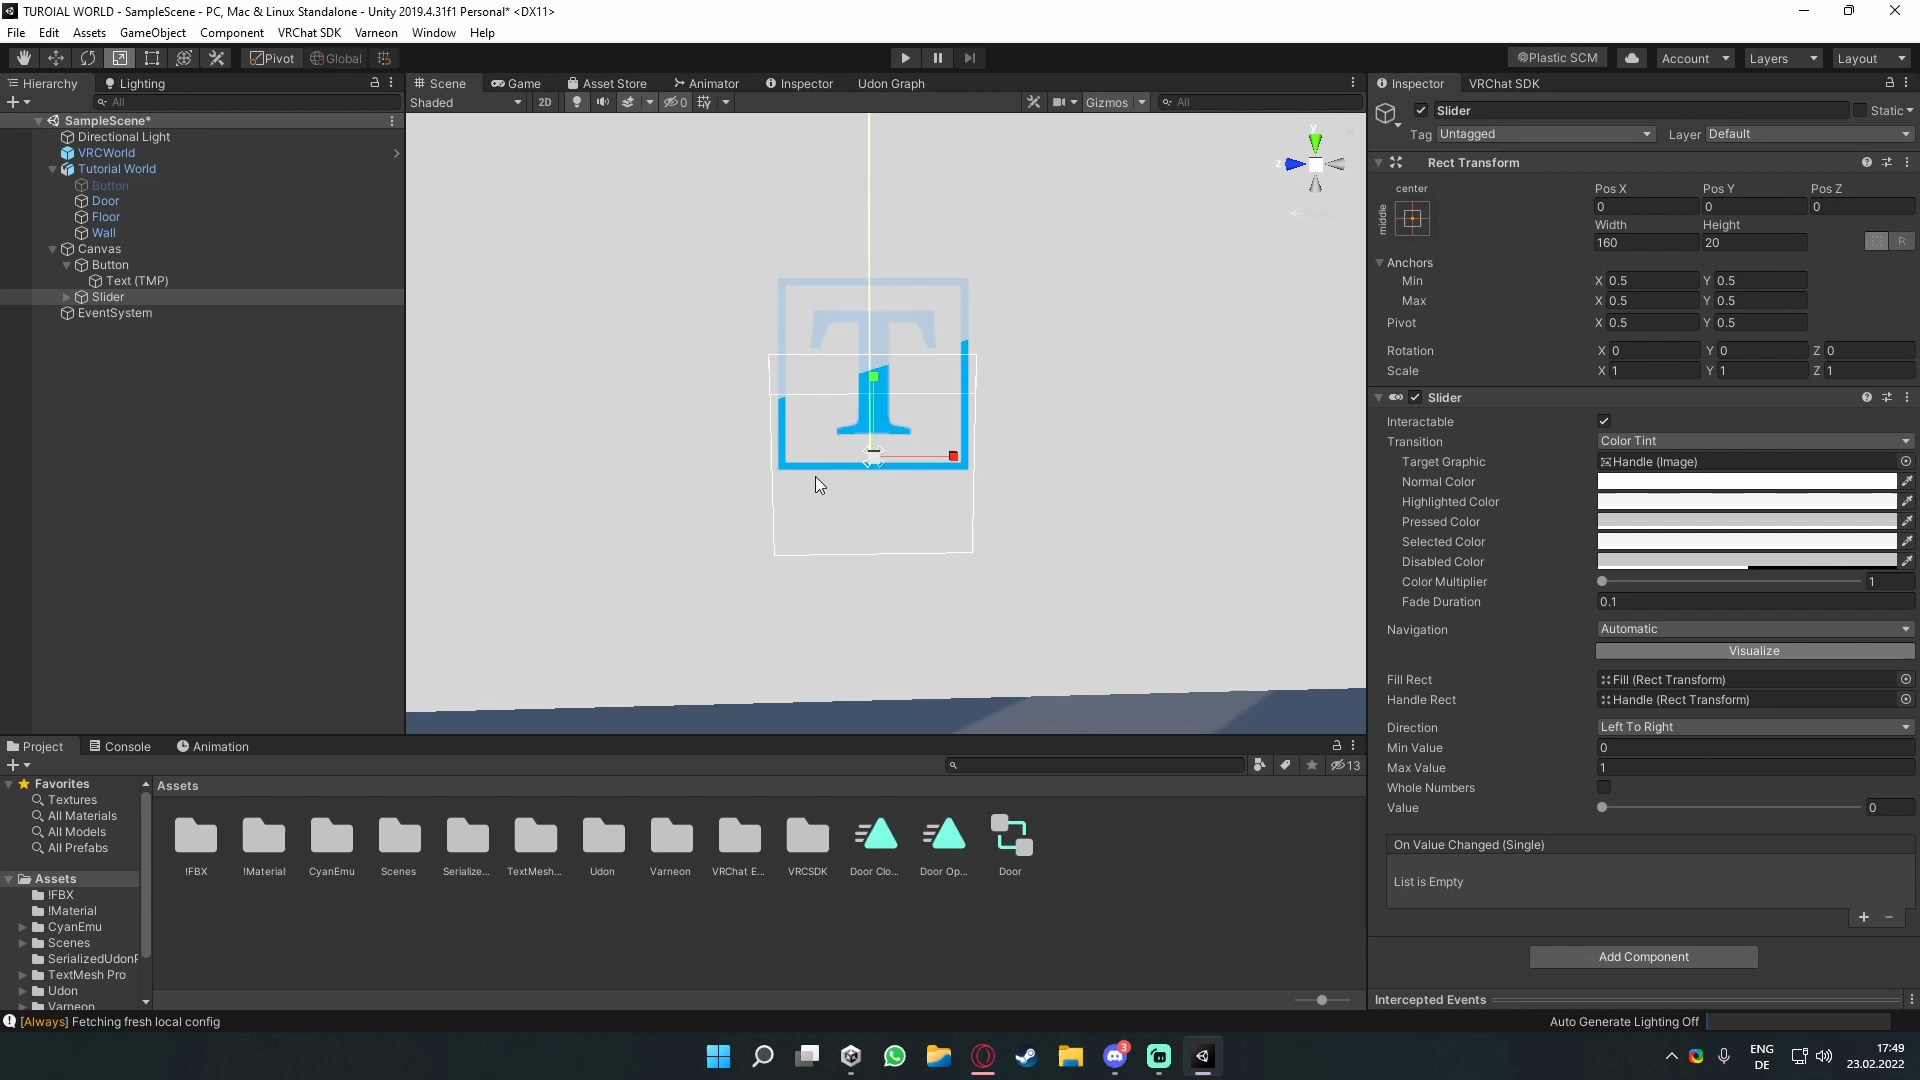 TUROIAL WORLD - SampleScene - PC, Mac & Linux Standalone - Unity 2019.4.31f1 Personal* <DX11>
File Edit Assets GameObject Component VRChat SDK Varneon Window Help
Pivot Global Plastic SCM Account Layers Layout
Hierarchy Lighting Scene Game Asset Store Animator Inspector Udon Graph Inspector VRChat SDK
All Shaded 2D 0 Gizmos All
SampleScene*
Directional Light
VRCWorld
Tutorial World
Button
Door
Floor
Wall
Canvas
Button
Text (TMP)
Slider
EventSystem
y
z
Persp
T
Slider Static
Tag Untagged Layer Default
Rect Transform
center Pos X Pos Y Pos Z
middle 0 0 0
Width Height
160 20 R
Anchors
Min X 0.5 Y 0.5
Max X 0.5 Y 0.5
Pivot X 0.5 Y 0.5
Rotation X 0 Y 0 Z 0
Scale X 1 Y 1 Z 1
Slider
Interactable
Transition Color Tint
Target Graphic Handle (Image)
Normal Color
Highlighted Color
Pressed Color
Selected Color
Disabled Color
Color Multiplier 1
Fade Duration 0.1
Navigation Automatic
Visualize
Fill Rect Fill (Rect Transform)
Handle Rect Handle (Rect Transform)
Direction Left To Right
Min Value 0
Max Value 1
Whole Numbers
Value 0
On Value Changed (Single)
List is Empty
Add Component
Intercepted Events
Project Console Animation
13
Favorites
Textures
All Materials
All Models
All Prefabs
Assets
!FBX
!Material
CyanEmu
Scenes
SerializedUdonP
TextMesh Pro
Udon
Varneon
Assets
!FBX !Material CyanEmu Scenes Serialize... TextMesh... Udon Varneon VRChat E... VRCSDK Door Clo... Door Op... Door
[Always] Fetching fresh local config Auto Generate Lighting Off
3
ENG
DE
17:49
23.02.2022